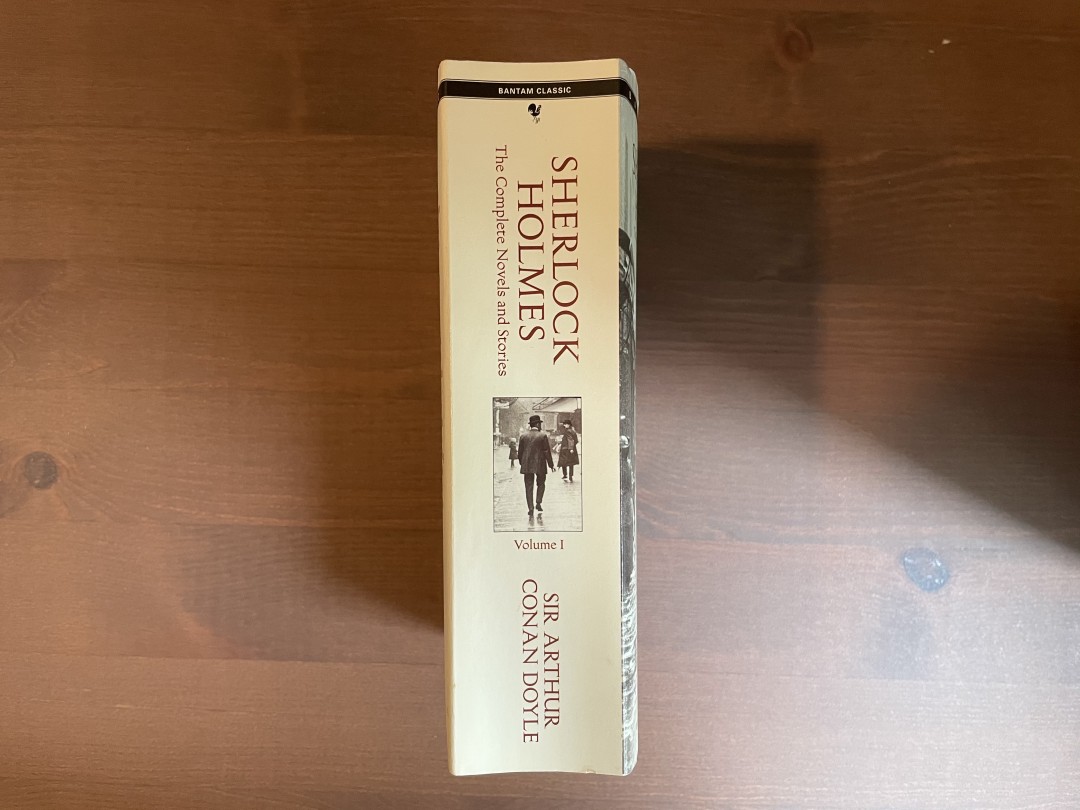 BANTAM CLASSIC
SHERLOCK
HOLMES
The Complete Novels and Stories
Volume I
SIR ARTHUR
CONAN DOYLE